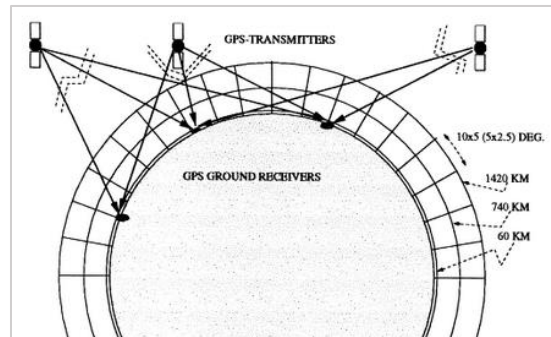 GPS-TRANSMITTERS
10x5 (5x2.5) DEG.
GPS GROUND RECEIVERS
1420 KM
740 KM
60 KM